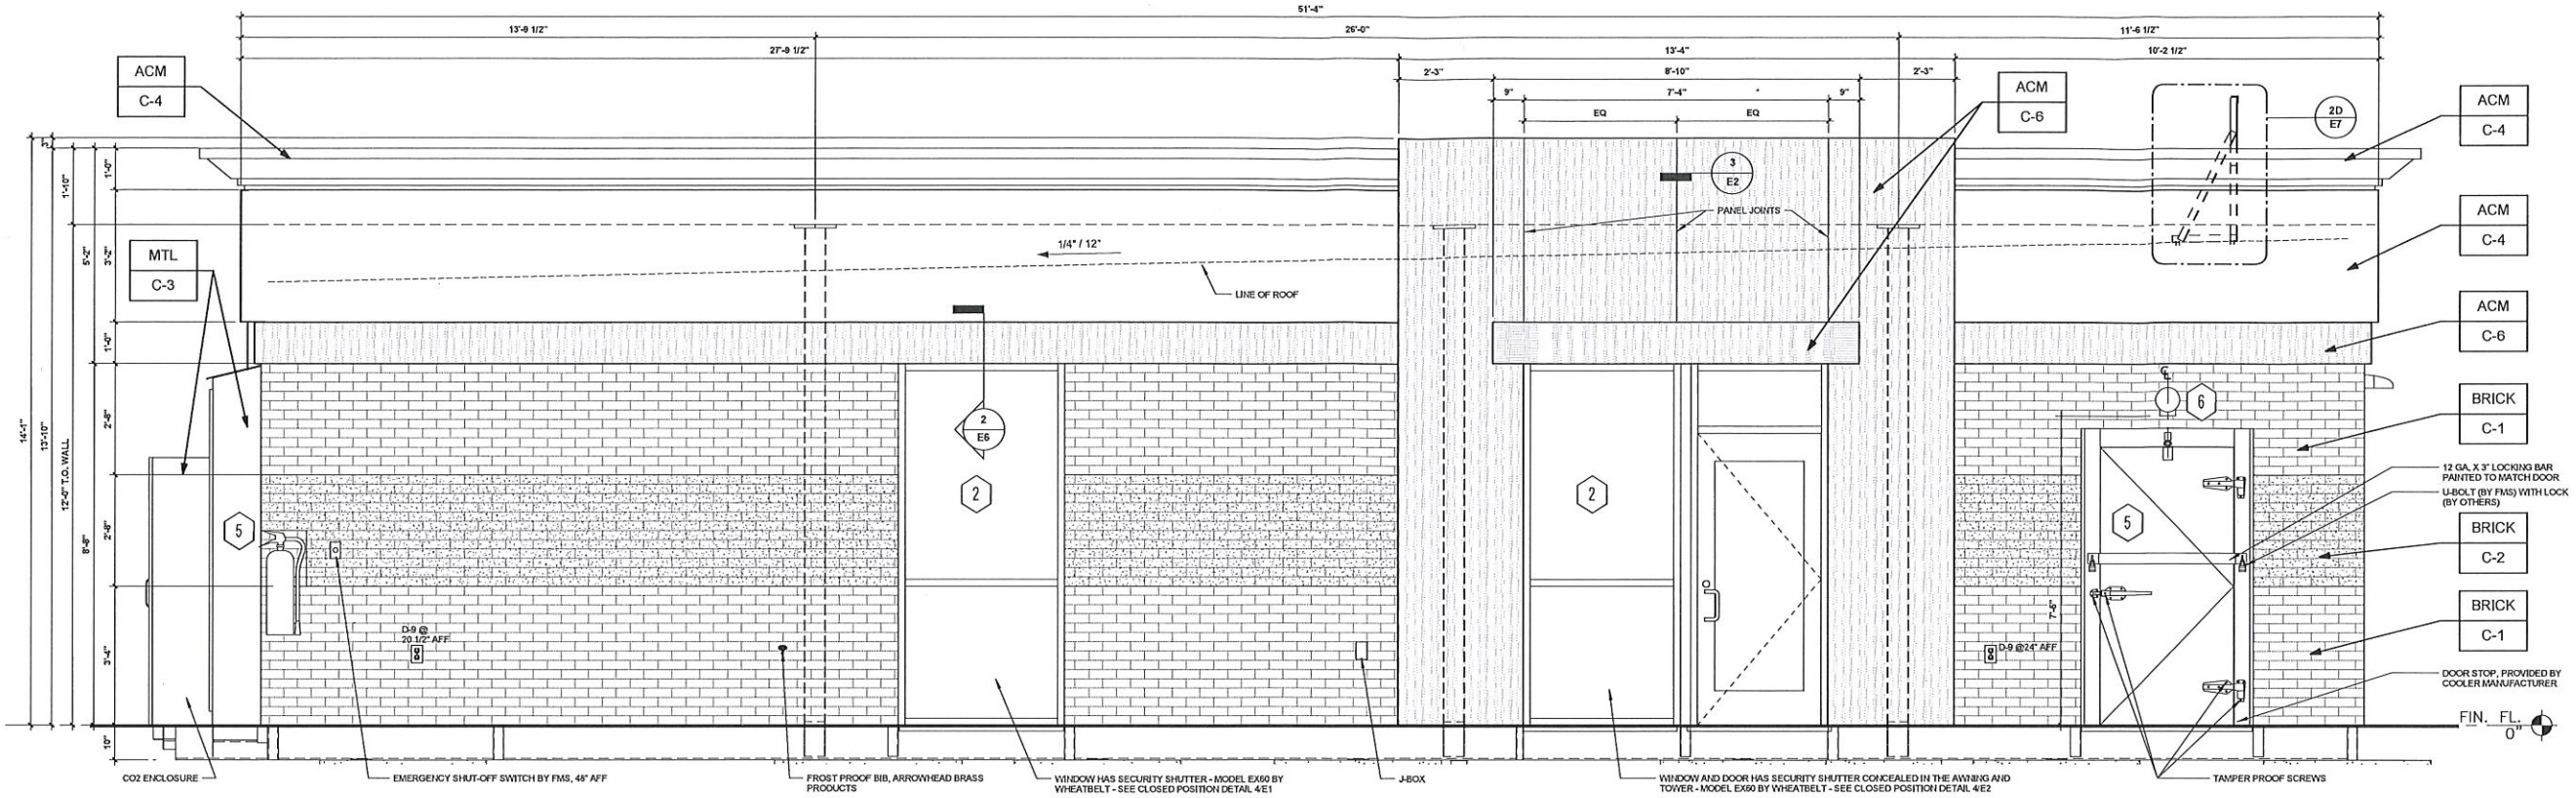 51'-4"
13'-9 1/2"
26'-0"
11'-6 1/2"
27'-9 1/2"
13'-4"
10'-2 1/2"
2'-3"
8'-10"
2'-3"
9"
7'-4"
9"
EQ
EQ
ACM
C-4
ACM
C-6
2D
E7
ACM
C-4
3
E2
PANEL JOINTS
ACM
C-4
MTL
C-3
1/4" / 12"
LINE OF ROOF
ACM
C-6
3"
1'-0"
1'-10"
3'-2"
5'-2"
1'-0"
14'-1"
13'-10"
12'-0" T.O. WALL
8'-8"
2'-8"
2'-8"
3'-4"
10"
2
E6
2
2
5
6
5
BRICK
C-1
12 GA. X 3" LOCKING BAR
PAINTED TO MATCH DOOR
U-BOLT (BY FMS) WITH LOCK
(BY OTHERS)
BRICK
C-2
BRICK
C-1
7'-6"
D-9 @
20 1/2" AFF
D-9 @24" AFF
DOOR STOP, PROVIDED BY
COOLER MANUFACTURER
FIN. FL.
0"
CO2 ENCLOSURE
EMERGENCY SHUT-OFF SWITCH BY FMS, 48" AFF
FROST PROOF BIB, ARROWHEAD BRASS
PRODUCTS
WINDOW HAS SECURITY SHUTTER - MODEL EX60 BY
WHEATBELT - SEE CLOSED POSITION DETAIL 4/E1
J-BOX
WINDOW AND DOOR HAS SECURITY SHUTTER CONCEALED IN THE AWNING AND
TOWER - MODEL EX60 BY WHEATBELT - SEE CLOSED POSITION DETAIL 4/E2
TAMPER PROOF SCREWS